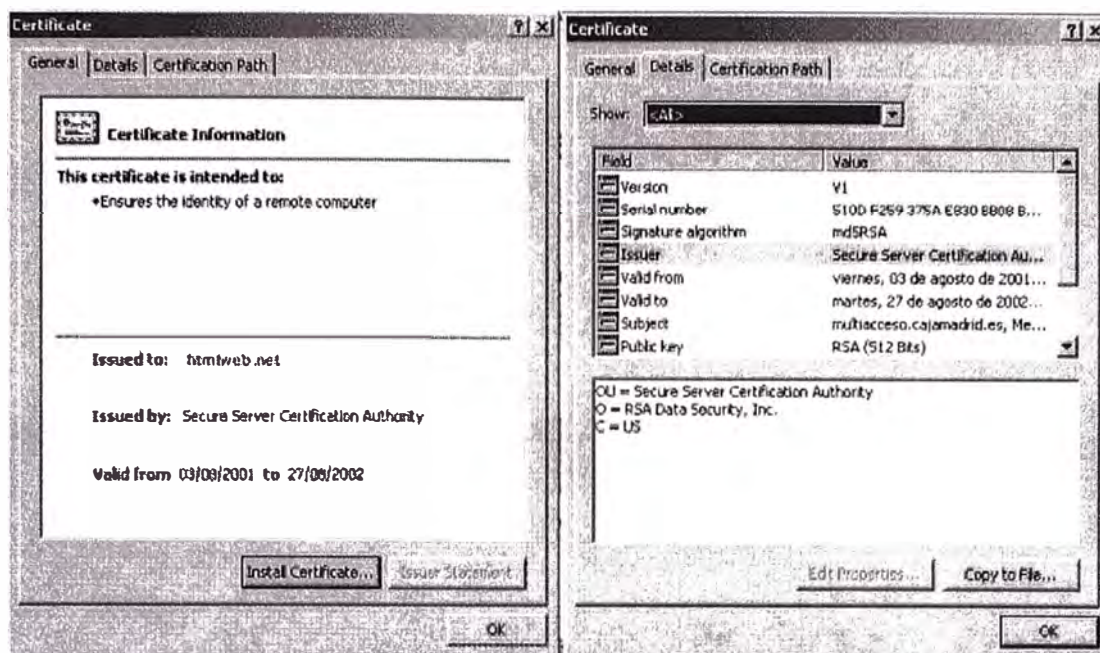 Certificate
General Details Certification Path
Certificate Information
This certificate is intended to:
•Ensures the identity of a remote computer
Issued to: htmlweb.net
Issued by: Secure Server Certification Authority
Valid from 03/08/2001 to 27/08/2002
Install Certificate... Issuer Statement
OK
Certificate
General Details Certification Path
Show: <All>
Field Value
Version V1
Serial number 510D F259 375A E830 B808 B...
Signature algorithm md5RSA
Issuer Secure Server Certification Au...
Valid from viernes, 03 de agosto de 2001...
Valid to martes, 27 de agosto de 2002...
Subject multiacceso.cajamadrid.es, Me...
Public key RSA (512 Bits)
OU = Secure Server Certification Authority
O = RSA Data Security, Inc.
C = US
Edit Properties... Copy to File...
OK